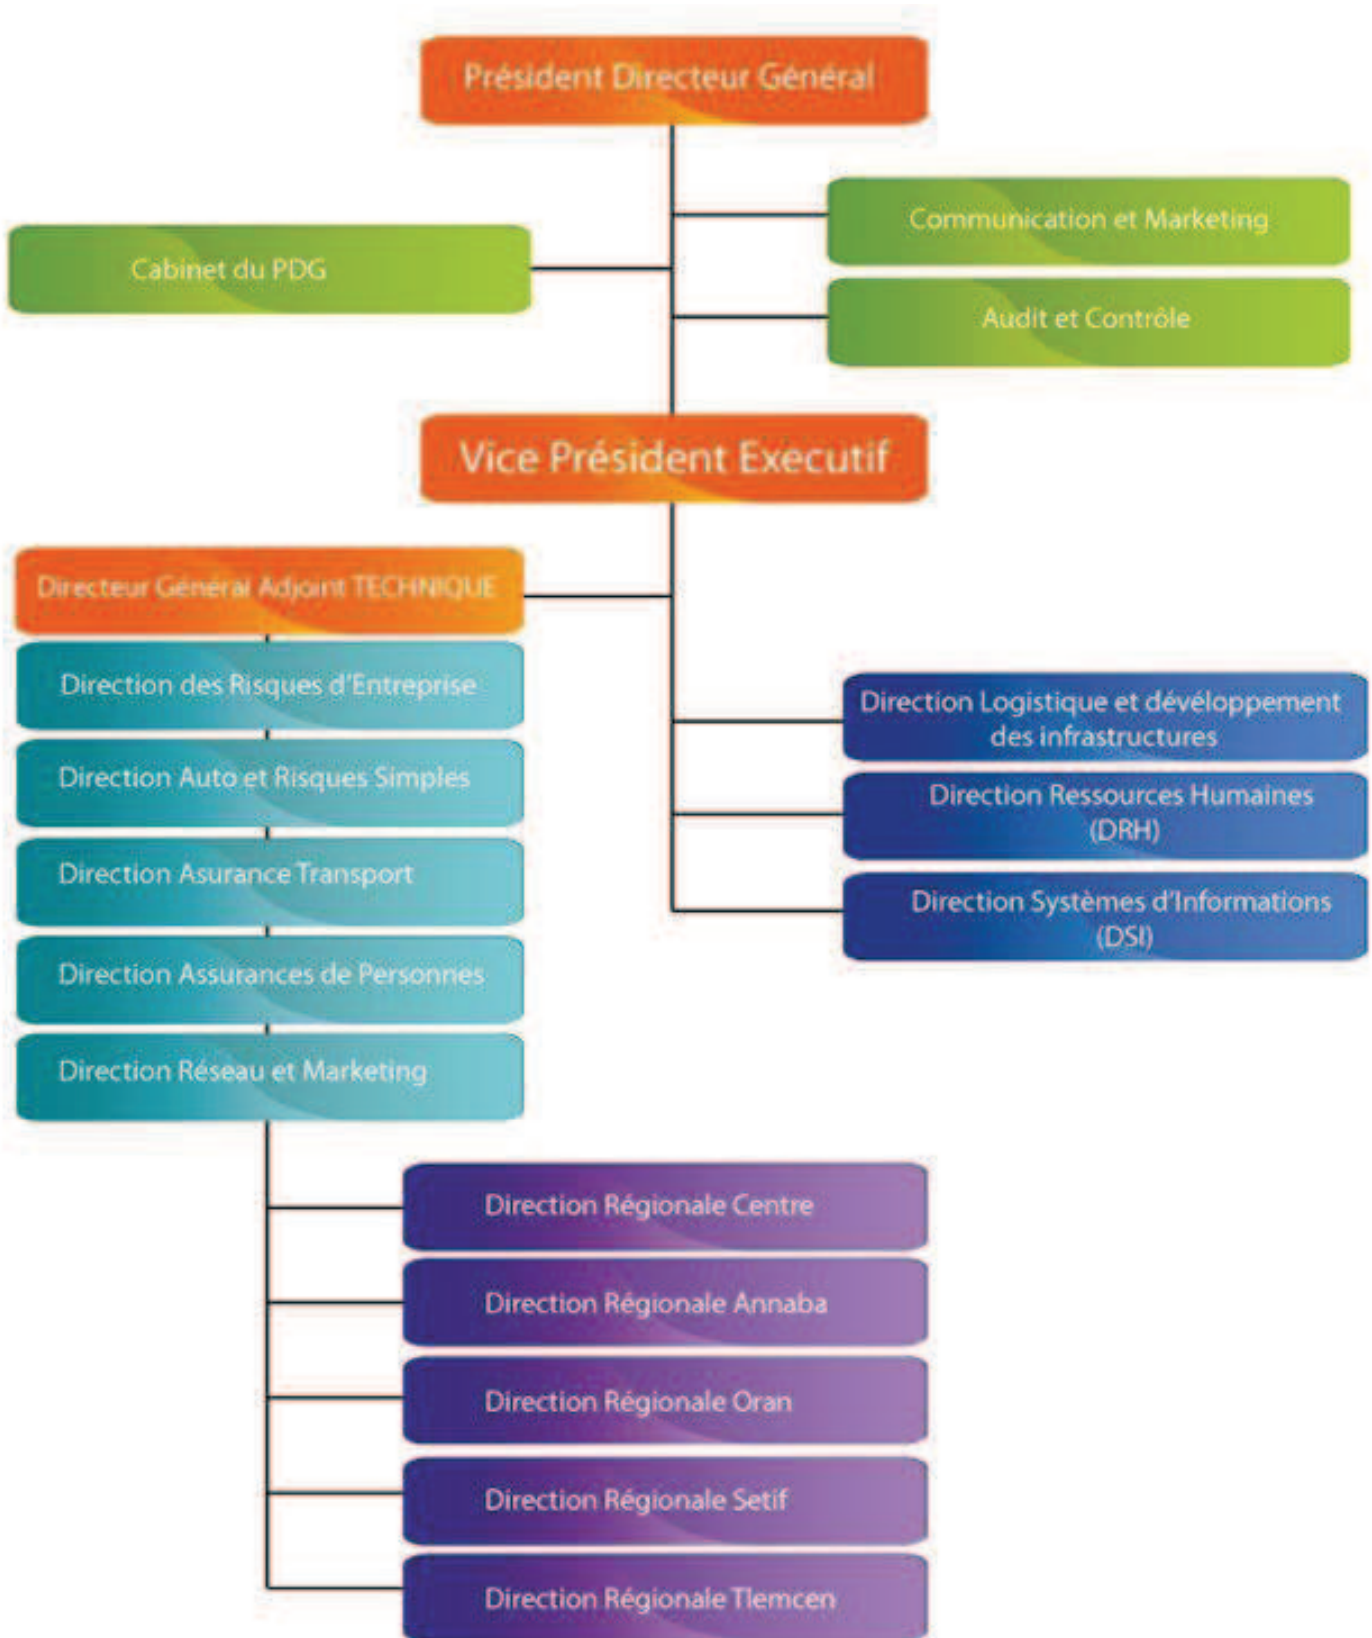 Président Directeur Général
Communication et Marketing
Cabinet du PDG
Audit et Contrôle
Vice Président Executif
Directeur Général Adjoint TECHNIQUE
Direction des Risques d'Entreprise
Direction Auto et Risques Simples
Direction Asurance Transport
Direction Assurances de Personnes
Direction Réseau et Marketing
Direction Logistique et dévéloppement
des infrastructures
Direction Ressources Humaines
(DRH)
Direction Systèmes d'Informations
(DSI)
Direction Régionale Centre
Direction Régionale Annaba
Direction Régionale Oran
Direction Régionale Setif
Direction Régionale Tlemcen